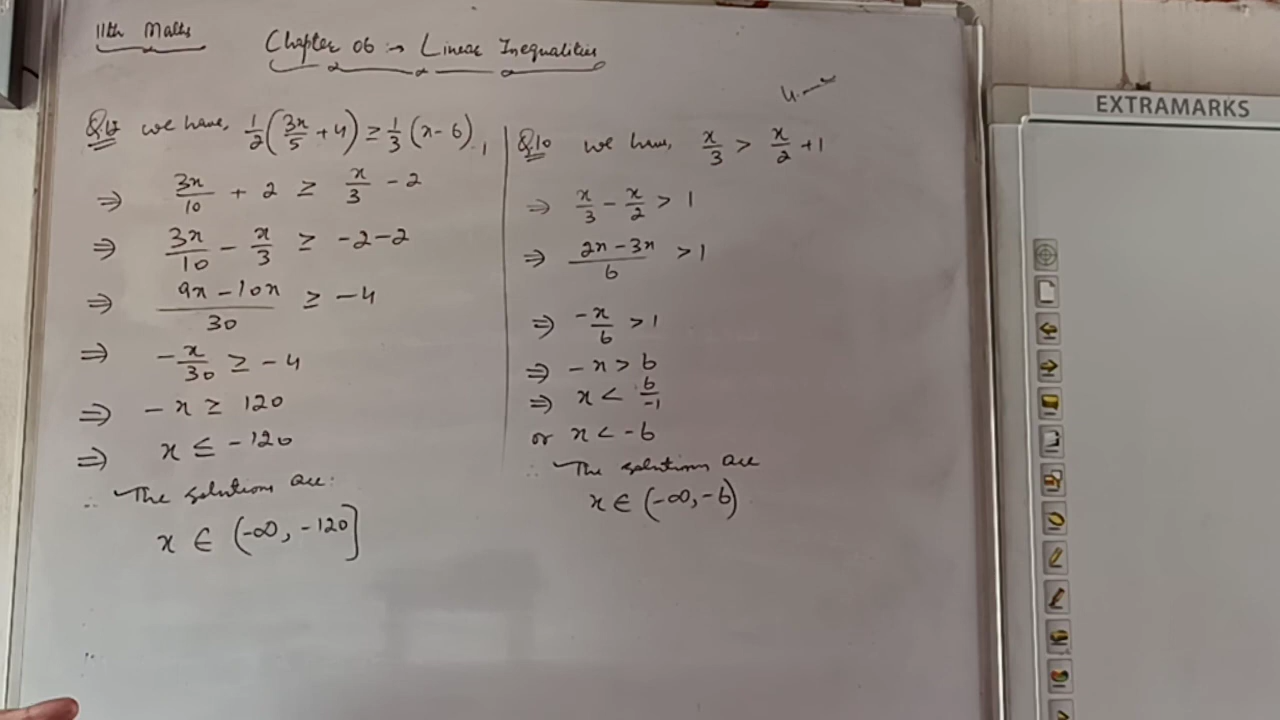 11th Maths
Chapter 06 :→ Linear Inequalities
Q.12 we have, 1/2(3x/5 + 4) ≥ 1/3 (x - 6),
⇒ 3x/10 + 2 ≥ x/3 - 2
⇒ 3x/10 - x/3 ≥ -2-2
⇒ 9x - 10x/30 ≥ -4
⇒ -x/30 ≥ -4
⇒ -x ≥ 120
⇒ x ≤ -120
∴ The solutions are:
x ∈ (-∞, -120]
Q.10 we have, x/3 > x/2 + 1
⇒ x/3 - x/2 > 1
⇒ 2x - 3x/6 > 1
⇒ -x/6 > 1
⇒ -x > 6
⇒ x < 6/-1
or x < -6
∴ The solutions are
x ∈ (-∞, -6)
EXTRAMARKS